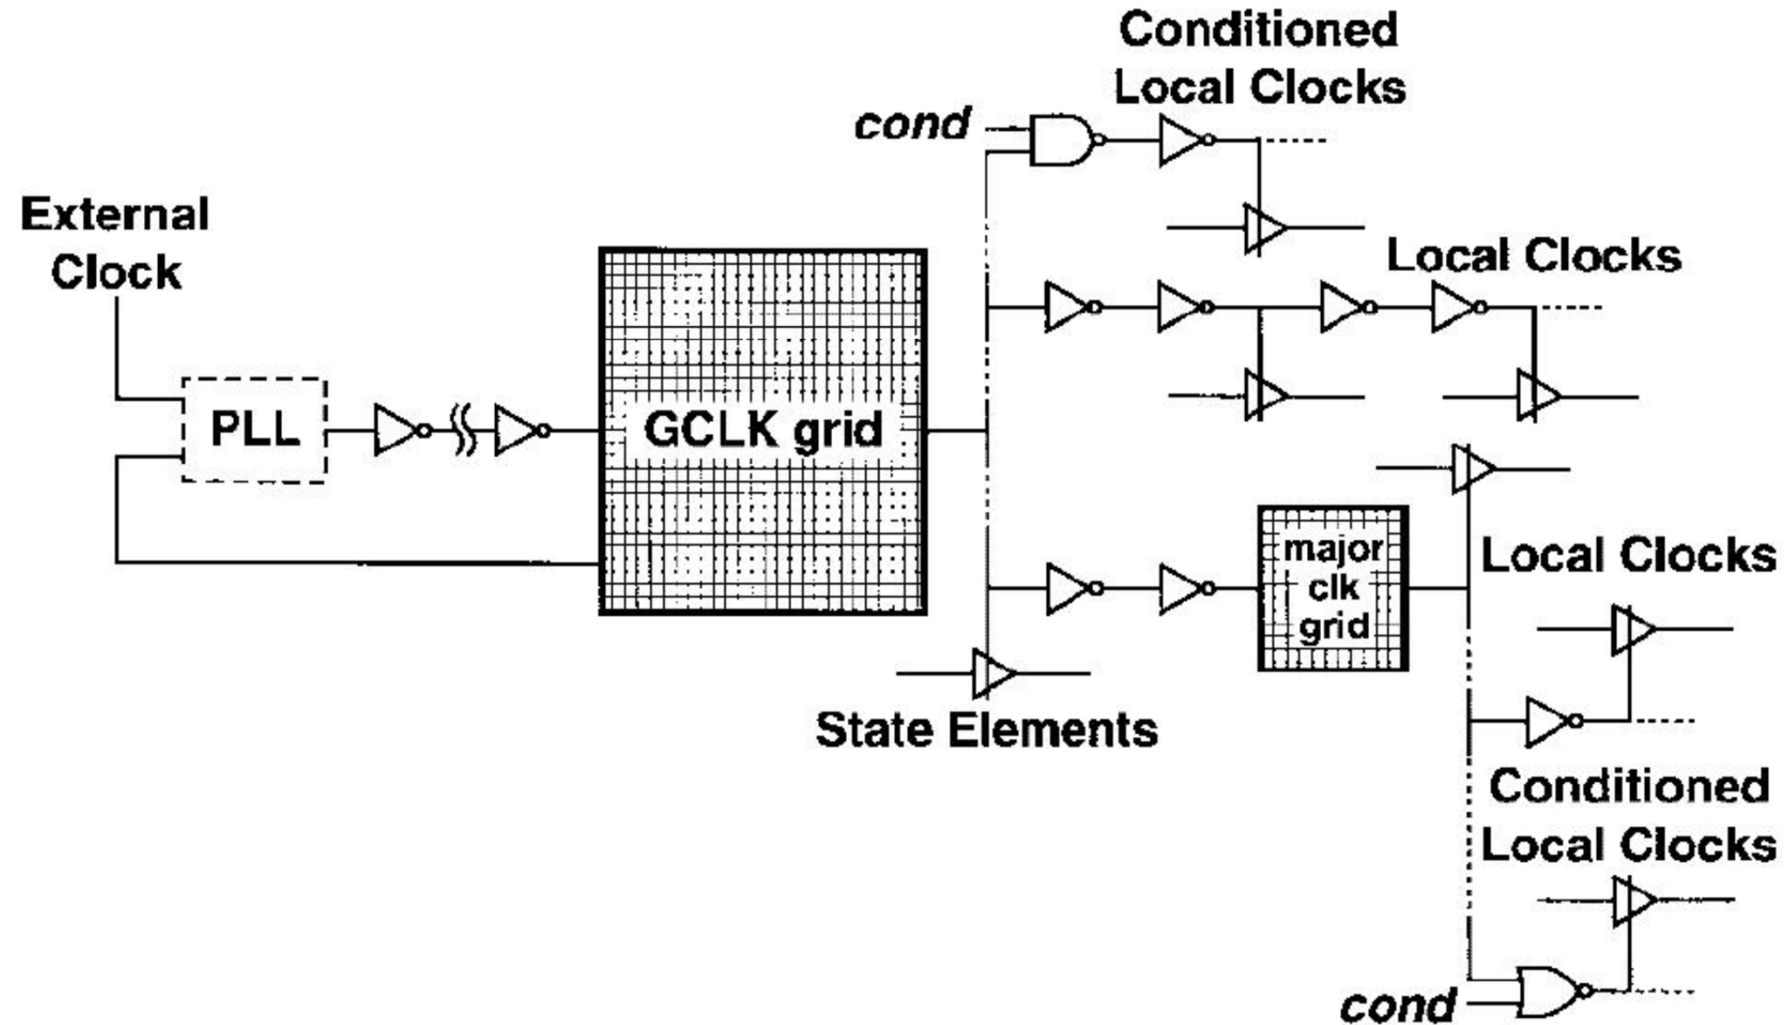 Conditioned
Local Clocks
cond
External
Clock
Local Clocks
PLL
GCLK grid
major
clk
grid
Local Clocks
State Elements
Conditioned
Local Clocks
cond